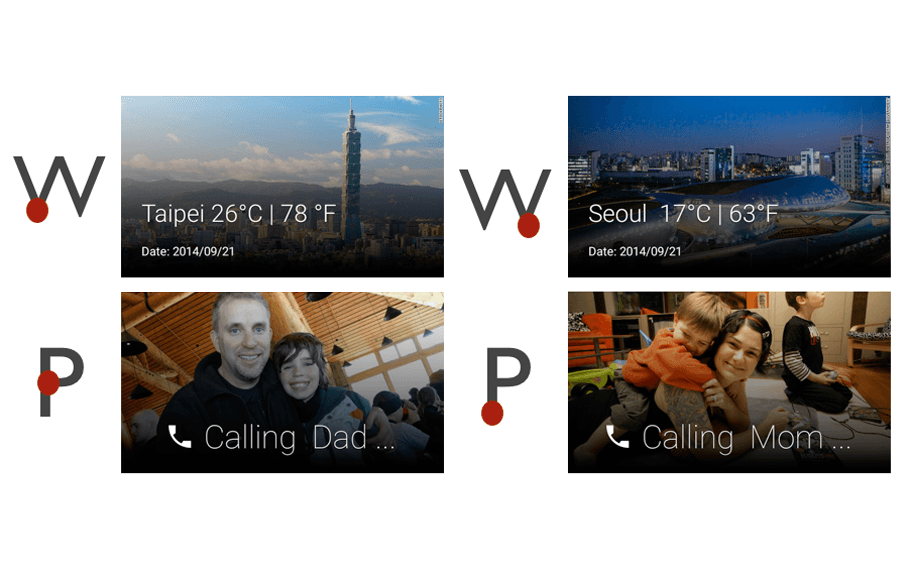 W
Taipei 26°C | 78 °F
Date: 2014/09/21
W
Seoul 17°C | 63°F
Date: 2014/09/21
P
Calling Dad ...
P
Calling Mom ...